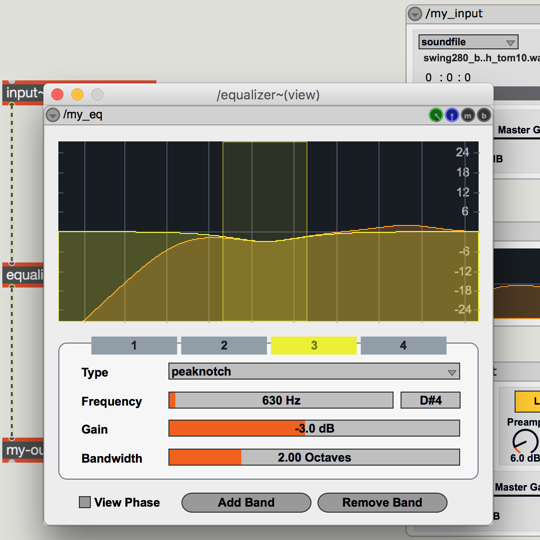 /my_input
soundfile
swing280_b..h_tom10.wa
0 : 0 : 0
input~
/equalizer~(view)
/my_eq
m b
Master G
B
24
18
12
6
-6
-12
-18
-24
equali
1 2 3 4
Type peaknotch
Frequency 630 Hz D#4
Gain -3.0 dB
Bandwidth 2.00 Octaves
L
Preamp
6.0 dB
my-ou
View Phase Add Band Remove Band
Master Ga
B